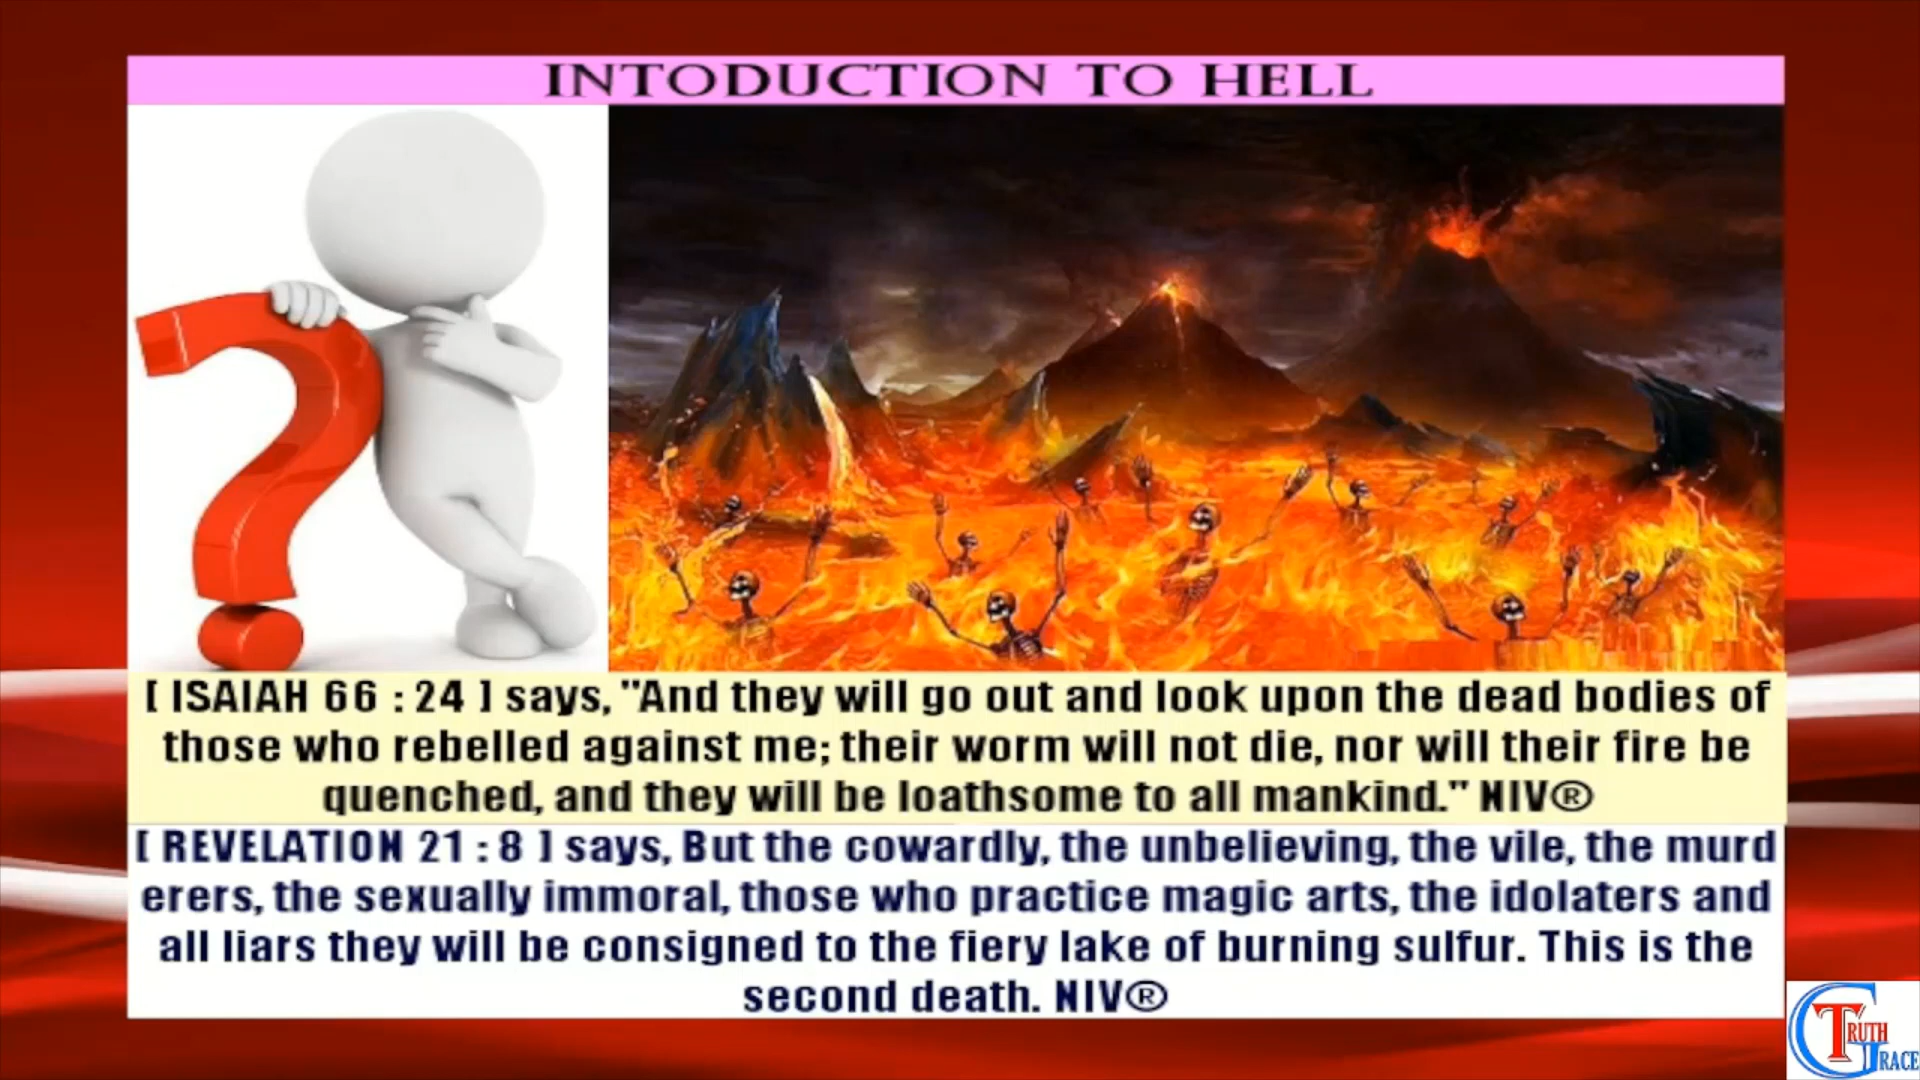 INTODUCTION TO HELL
[ ISAIAH 66 : 24 ] says, "And they will go out and look upon the dead bodies of
those who rebelled against me; their worm will not die, nor will their fire be
quenched, and they will be loathsome to all mankind." NIV®
[ REVELATION 21 : 8 ] says, But the cowardly, the unbelieving, the vile, the murd
erers, the sexually immoral, those who practice magic arts, the idolaters and
all liars they will be consigned to the fiery lake of burning sulfur. This is the
second death. NIV®
TRUTH
GRACE